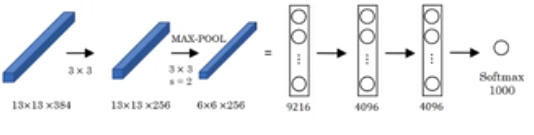 MAX-POOL
3 × 3
3 × 3
s = 2
=
13×13 ×384
13×13 ×256
6×6 ×256
9216
4096
4096
Softmax
1000